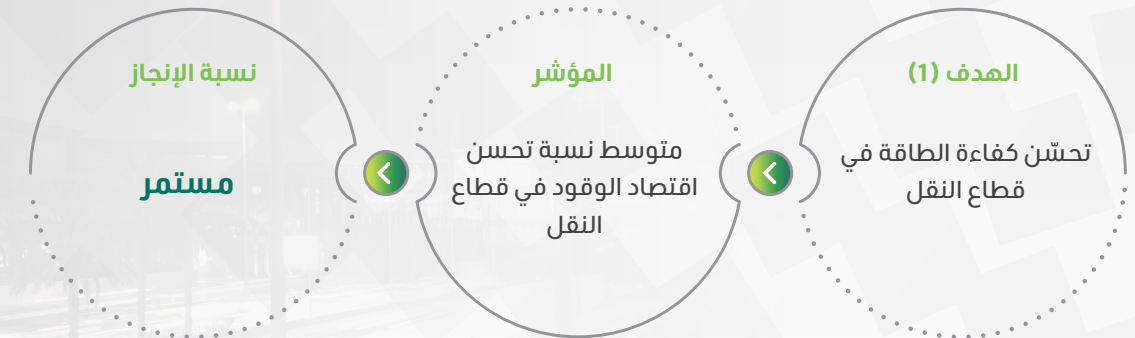 الهدف (1)
تحسّن كفاءة الطاقة في
قطاع النقل
المؤشر
متوسط نسبة تحسن
اقتصاد الوقود في قطاع
النقل
نسبة الإنجاز
مستمر